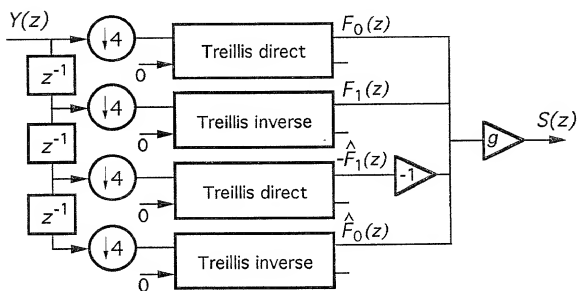 Y(z)
↓4
Treillis direct
F₀(z)
0
z⁻¹
↓4
Treillis inverse
F₁(z)
0
z⁻¹
↓4
Treillis direct
-F̂₁(z)
-1
0
z⁻¹
↓4
Treillis inverse
F̂₀(z)
0
g
S(z)